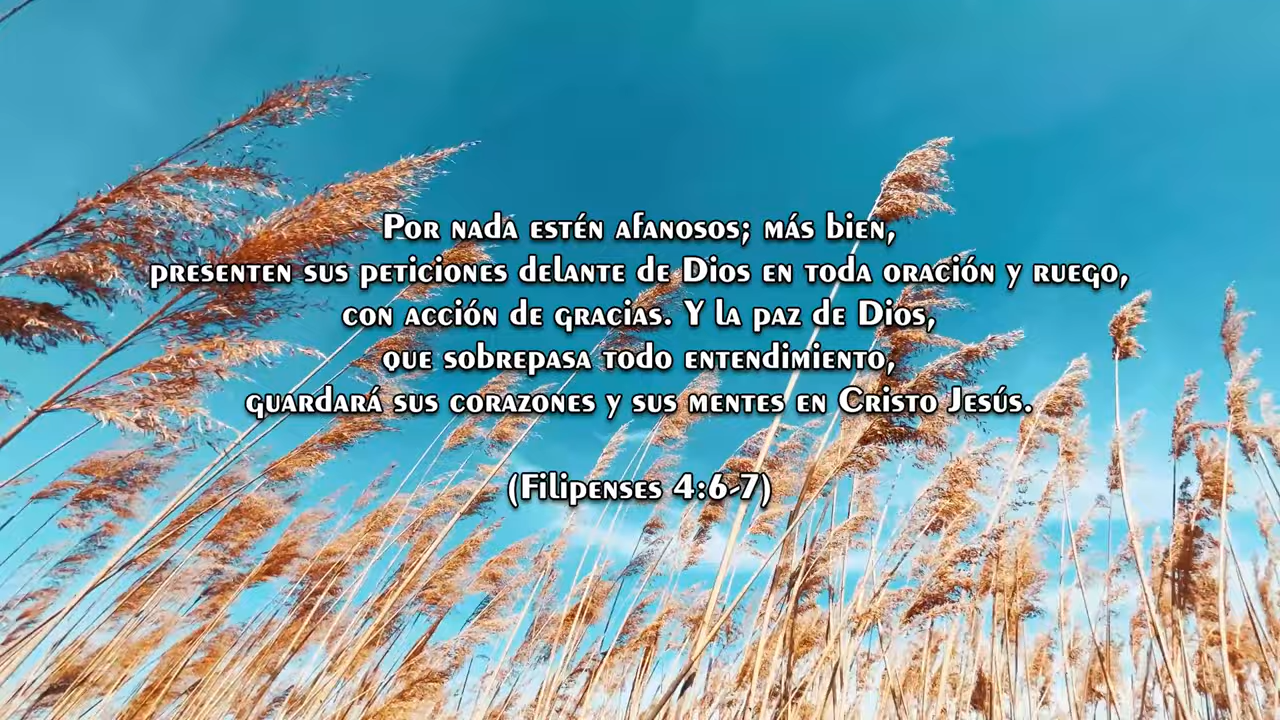 Por nada estén afanosos; más bien,
presenten sus peticiones delante de Dios en toda oración y ruego,
con acción de gracias. Y la paz de Dios,
que sobrepasa todo entendimiento,
guardará sus corazones y sus mentes en Cristo Jesús.
(Filipenses 4:6-7)